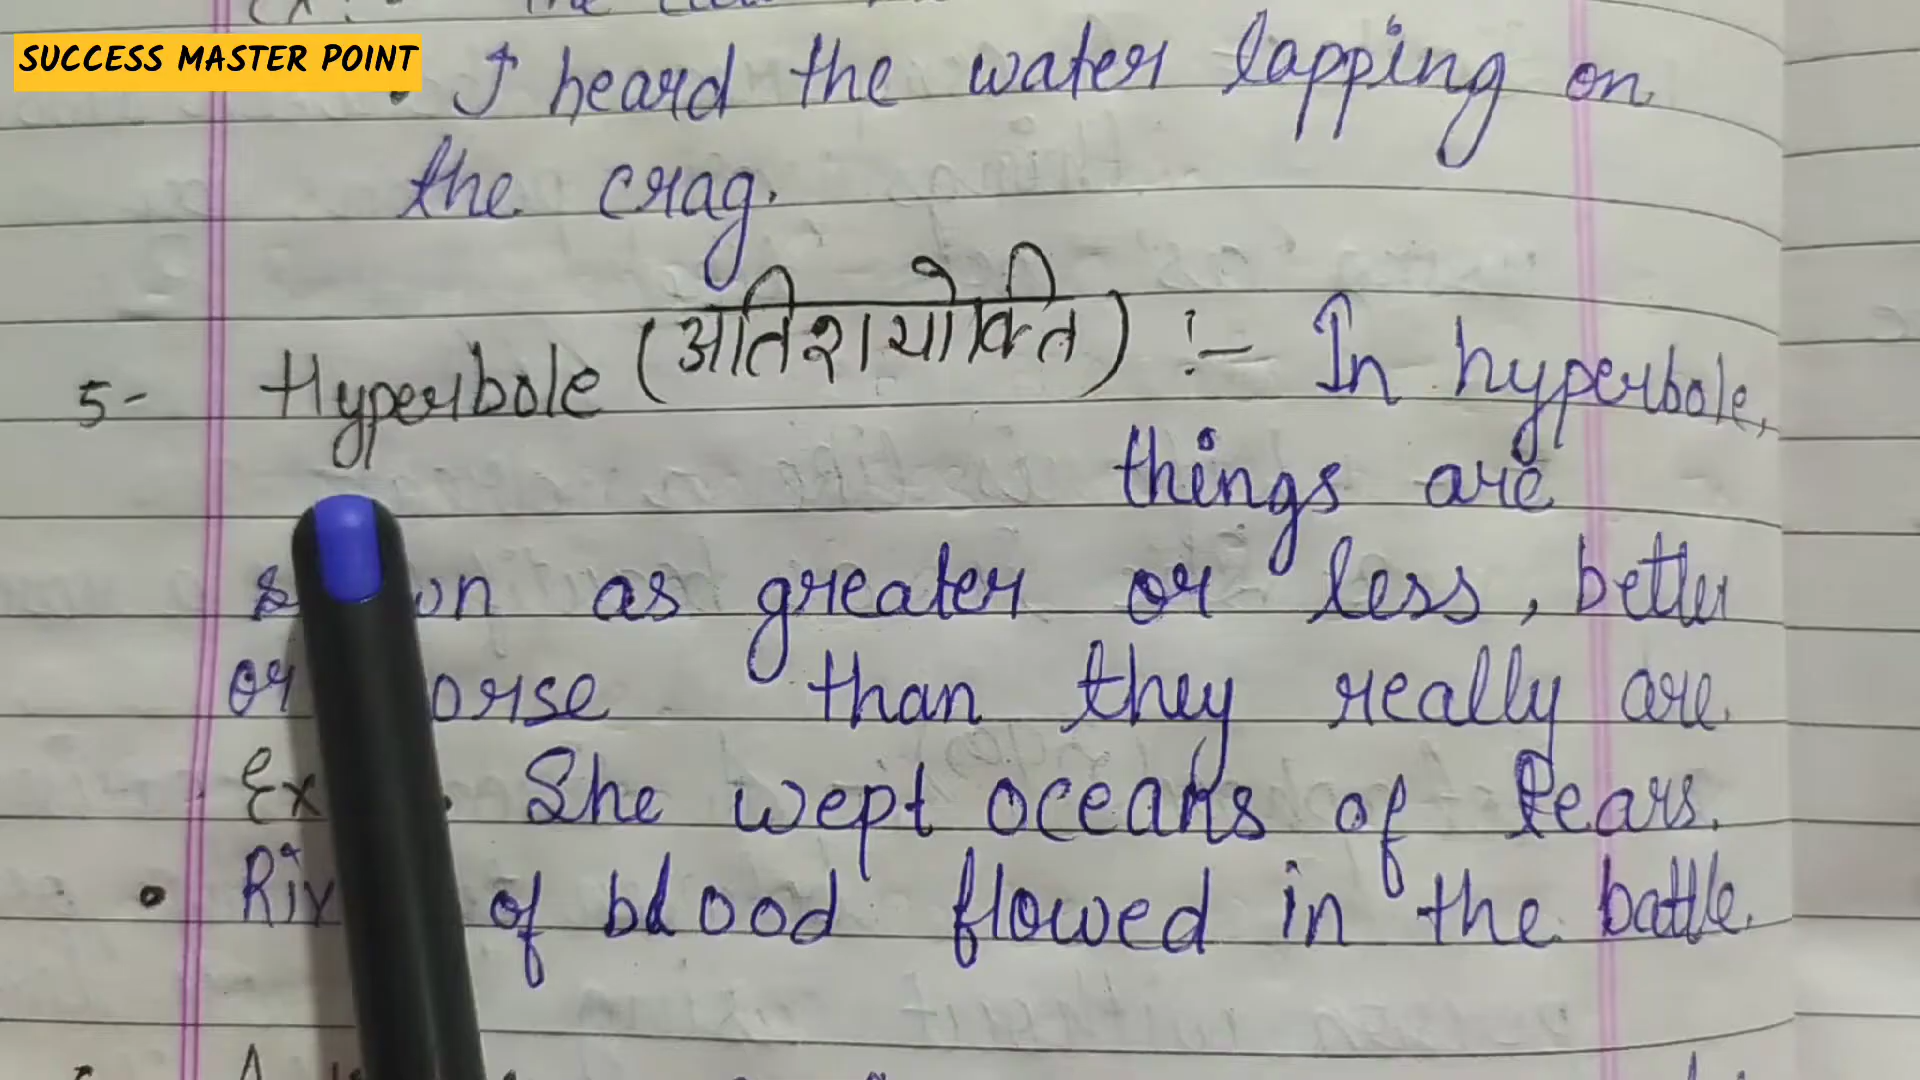 SUCCESS MASTER POINT
• I heard the water lapping on
the crag.
5- Hyperbole (अतिशयोक्ति) :- In hyperbole,
things are
as greater or less, better
or than they really are.
Ex . She wept oceans of tears.
• of blood flowed in the battle.